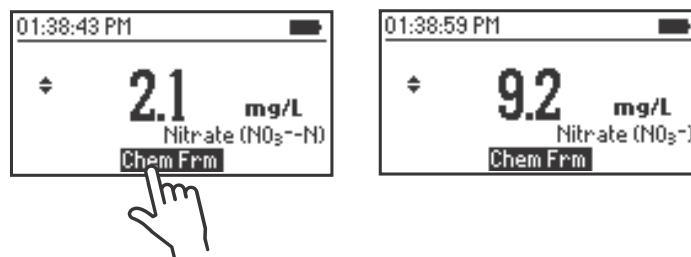 01:38:43 PM
2.1 mg/L
Nitrate (NO₃⁻-N)
Chem Frm
01:38:59 PM
9.2 mg/L
Nitrate (NO₃⁻)
Chem Frm